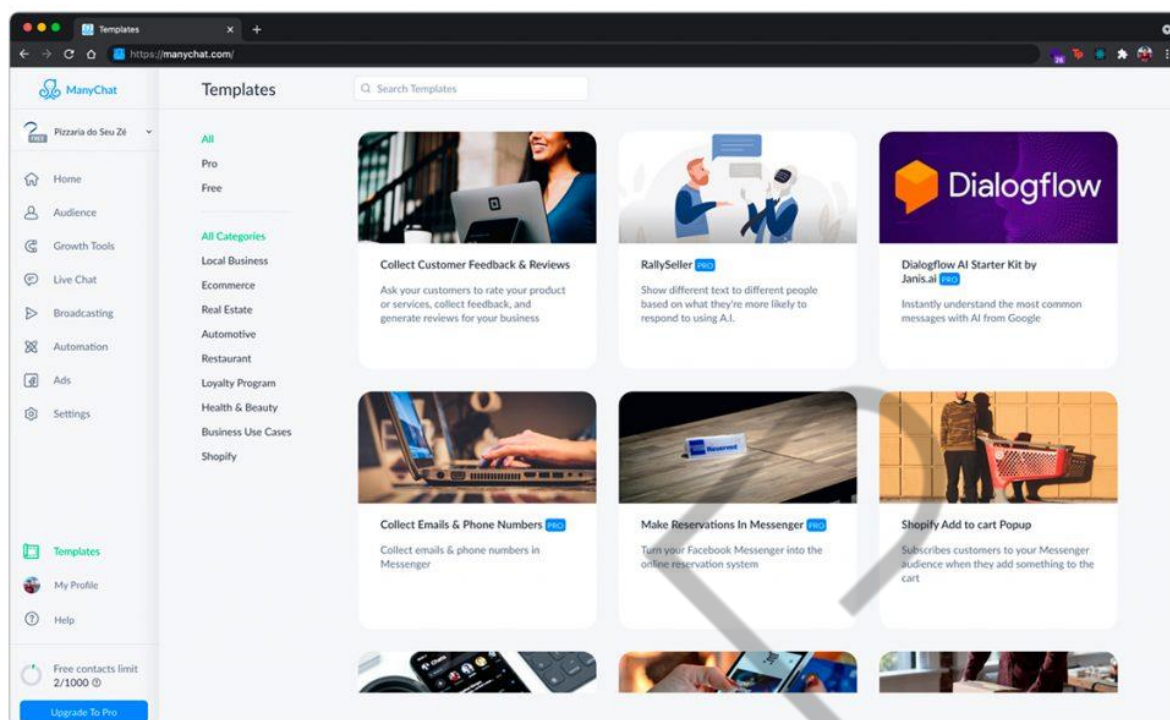 Templates
https://manychat.com/
26
ManyChat
Templates
Search Templates
FREE
Pizzaria do Seu Zé
Home
Audience
Growth Tools
Live Chat
Broadcasting
Automation
Ads
Settings
Templates
My Profile
Help
Free contacts limit
2/1000
Upgrade To Pro
All
Pro
Free
All Categories
Local Business
Ecommerce
Real Estate
Automotive
Restaurant
Loyalty Program
Health & Beauty
Business Use Cases
Shopify
Collect Customer Feedback & Reviews
Ask your customers to rate your product
or services, collect feedback, and
generate reviews for your business
RallySeller PRO
Show different text to different people
based on what they're more likely to
respond to using A.I.
Dialogflow
Dialogflow AI Starter Kit by
Janis.ai PRO
Instantly understand the most common
messages with AI from Google
Collect Emails & Phone Numbers PRO
Collect emails & phone numbers in
Messenger
Reserved
Make Reservations In Messenger PRO
Turn your Facebook Messenger into the
online reservation system
Shopify Add to cart Popup
Subscribes customers to your Messenger
audience when they add something to the
cart
Chats